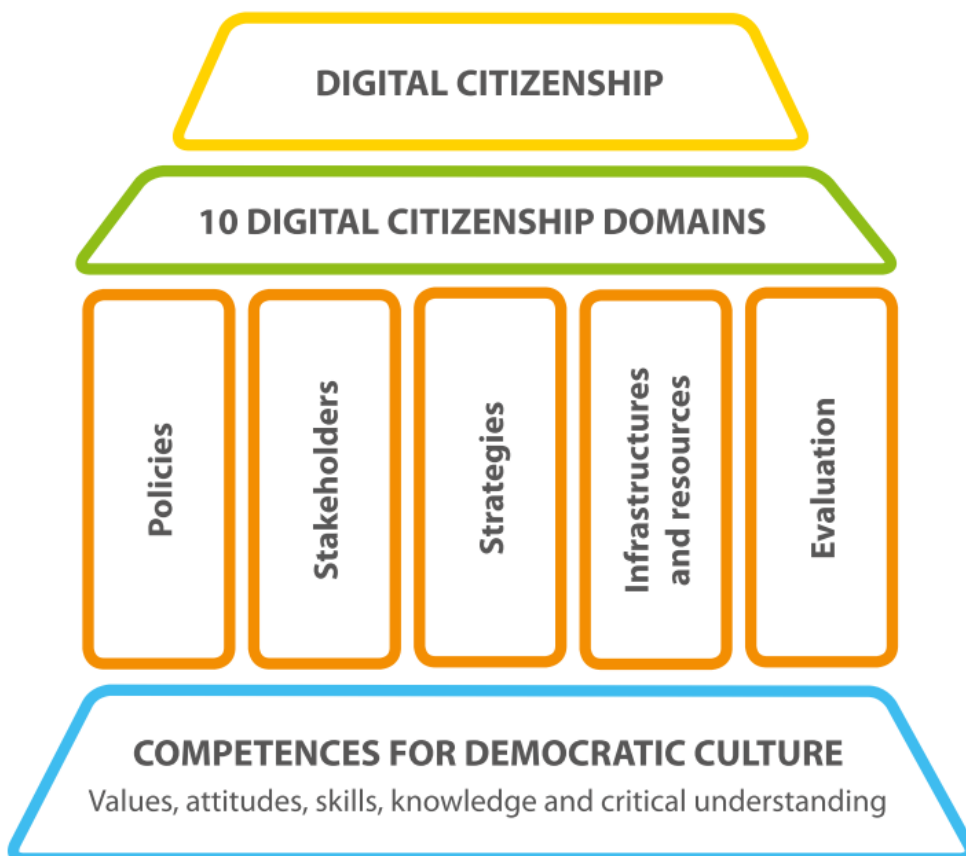 DIGITAL CITIZENSHIP
10 DIGITAL CITIZENSHIP DOMAINS
Policies
Stakeholders
Strategies
Infrastructures
and resources
Evaluation
COMPETENCES FOR DEMOCRATIC CULTURE
Values, attitudes, skills, knowledge and critical understanding